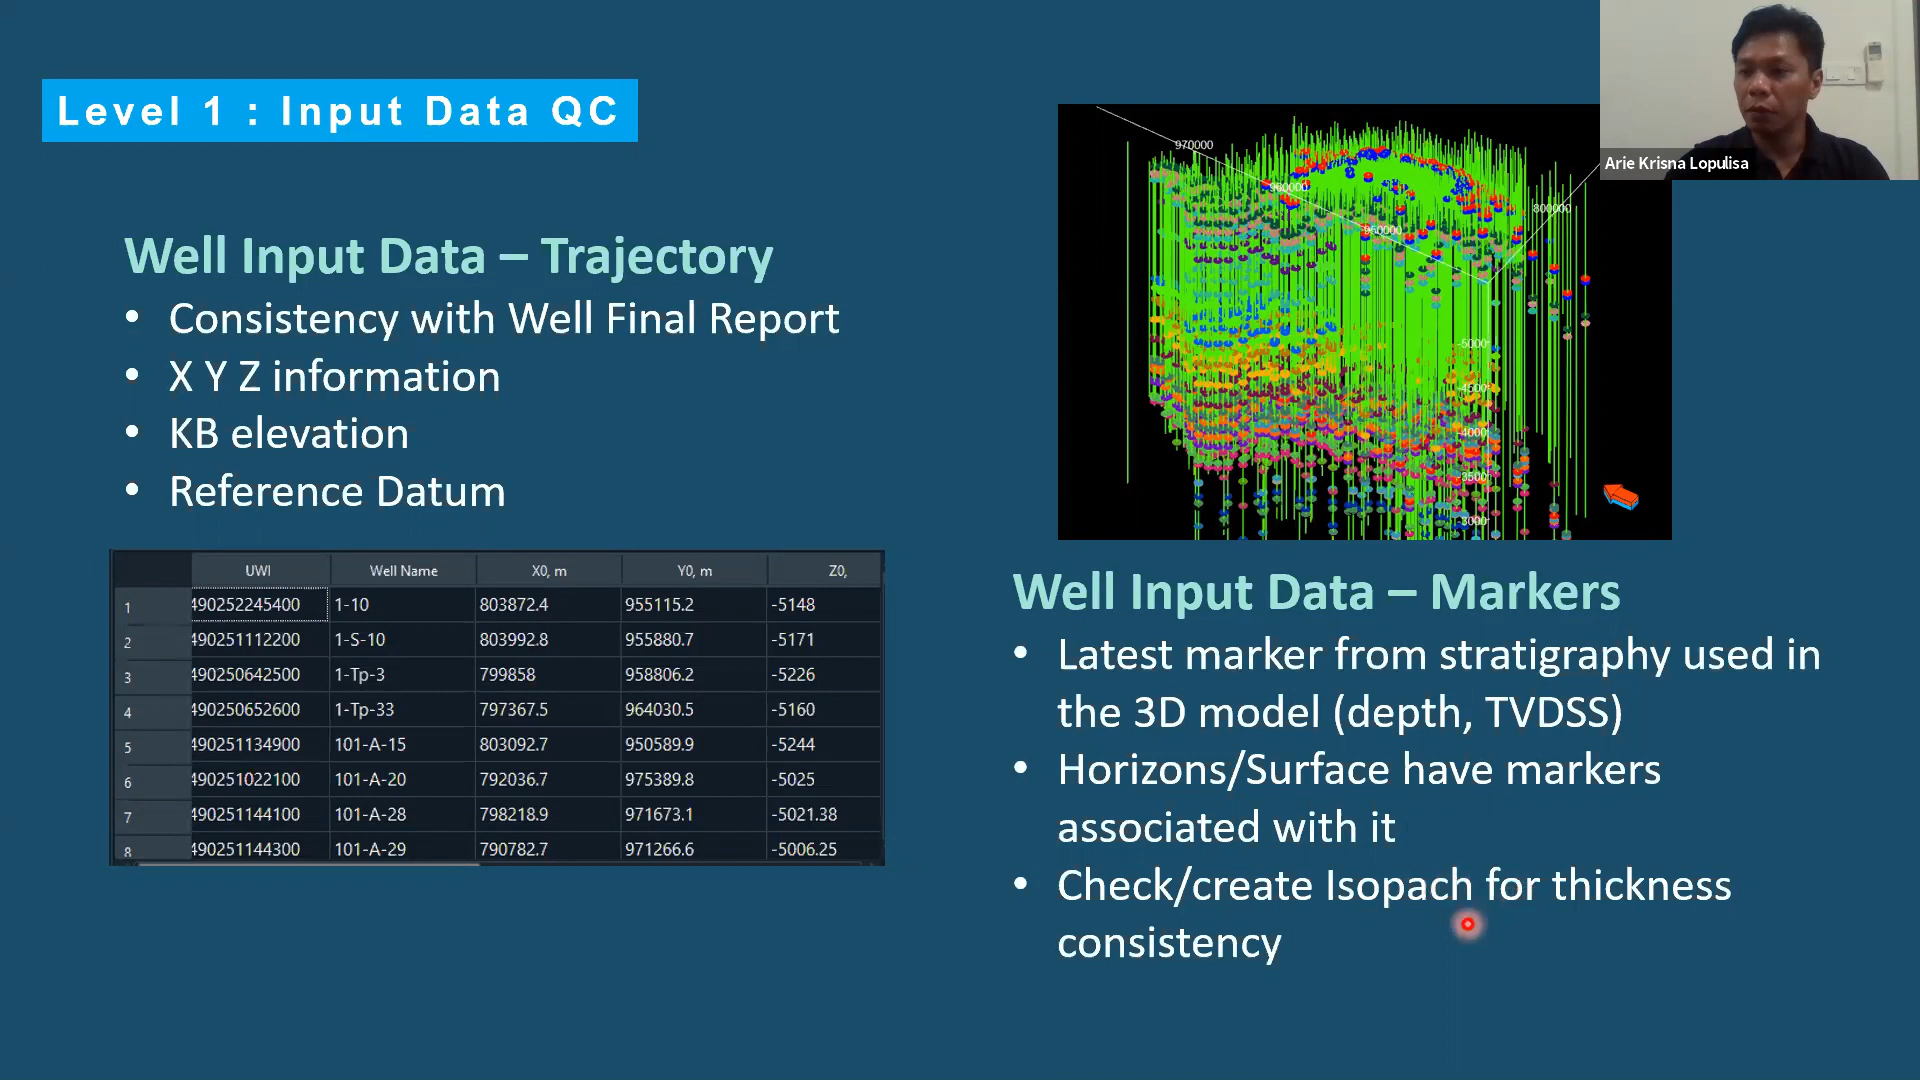 Level 1 : Input Data QC
Well Input Data – Trajectory
• Consistency with Well Final Report
• X Y Z information
• KB elevation
• Reference Datum
UWI Well Name X0, m Y0, m Z0,
1 490252245400 1-10 803872.4 955115.2 -5148
2 490251112200 1-S-10 803992.8 955880.7 -5171
3 490250642500 1-Tp-3 799858 958806.2 -5226
4 490250652600 1-Tp-33 797367.5 964030.5 -5160
5 490251134900 101-A-15 803092.7 950589.9 -5244
6 490251022100 101-A-20 792036.7 975389.8 -5025
7 490251144100 101-A-28 798218.9 971673.1 -5021.38
8 490251144300 101-A-29 790782.7 971266.6 -5006.25
970000
960000
950000
800000
-5000
-4500
-4000
-3500
-3000
Arie Krisna Lopulisa
Well Input Data – Markers
• Latest marker from stratigraphy used in
the 3D model (depth, TVDSS)
• Horizons/Surface have markers
associated with it
• Check/create Isopach for thickness
consistency